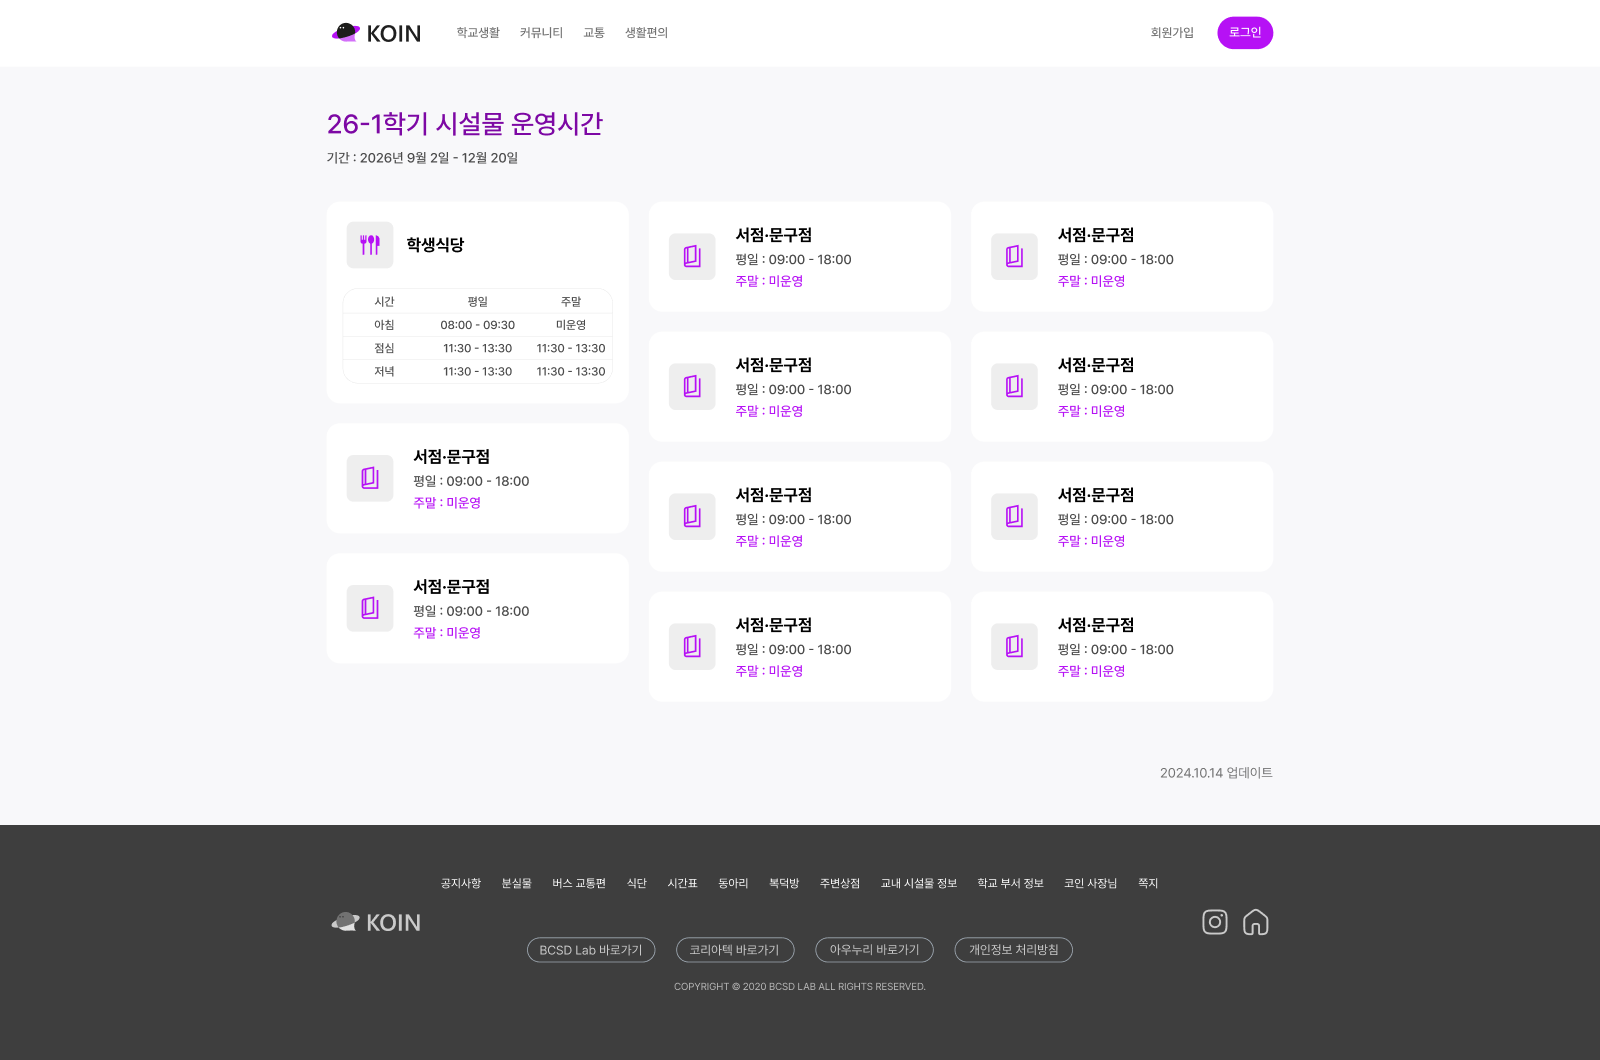 KOIN
학교생활 커뮤니티 교통 생활편의
회원가입 로그인
26-1학기 시설물 운영시간
기간 : 2026년 9월 2일 - 12월 20일
학생식당
시간 평일 주말
아침 08:00 - 09:30 미운영
점심 11:30 - 13:30 11:30 - 13:30
저녁 11:30 - 13:30 11:30 - 13:30
서점·문구점
평일 : 09:00 - 18:00
주말 : 미운영
서점·문구점
평일 : 09:00 - 18:00
주말 : 미운영
서점·문구점
평일 : 09:00 - 18:00
주말 : 미운영
서점·문구점
평일 : 09:00 - 18:00
주말 : 미운영
서점·문구점
평일 : 09:00 - 18:00
주말 : 미운영
서점·문구점
평일 : 09:00 - 18:00
주말 : 미운영
서점·문구점
평일 : 09:00 - 18:00
주말 : 미운영
서점·문구점
평일 : 09:00 - 18:00
주말 : 미운영
서점·문구점
평일 : 09:00 - 18:00
주말 : 미운영
서점·문구점
평일 : 09:00 - 18:00
주말 : 미운영
2024.10.14 업데이트
공지사항 분실물 버스 교통편 식단 시간표 동아리 복덕방 주변상점 교내 시설물 정보 학교 부서 정보 코인 사장님 쪽지
KOIN
BCSD Lab 바로가기 코리아텍 바로가기 아우누리 바로가기 개인정보 처리방침
COPYRIGHT © 2020 BCSD LAB ALL RIGHTS RESERVED.